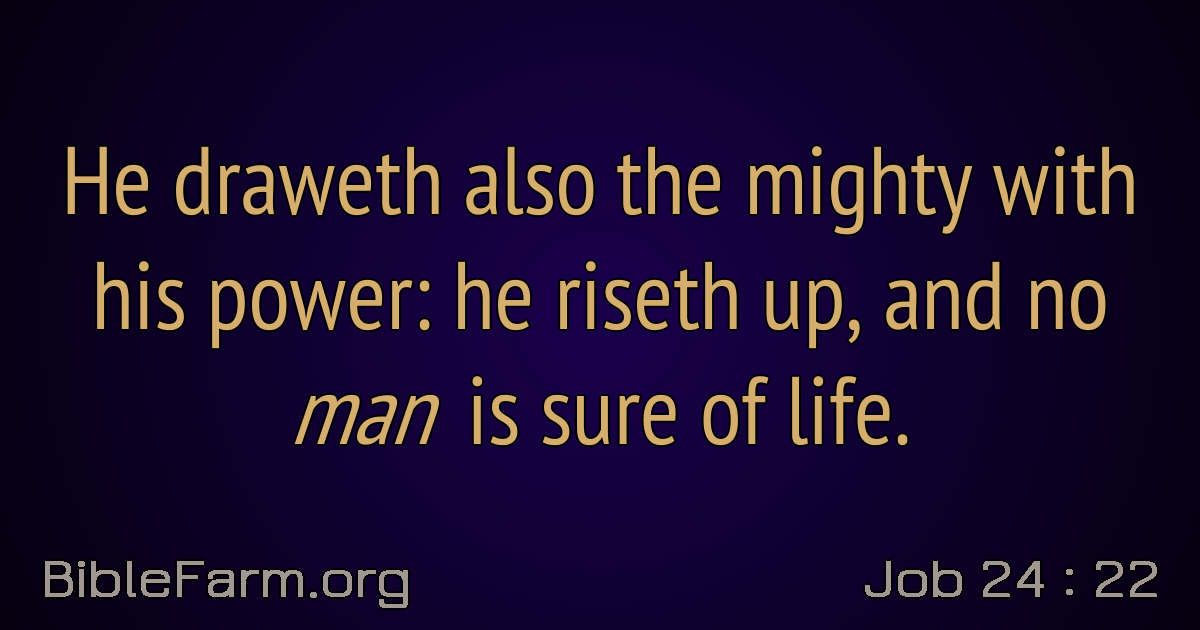 He draweth also the mighty with
his power: he riseth up, and no
man is sure of life.
BibleFarm.org
Job 24 : 22